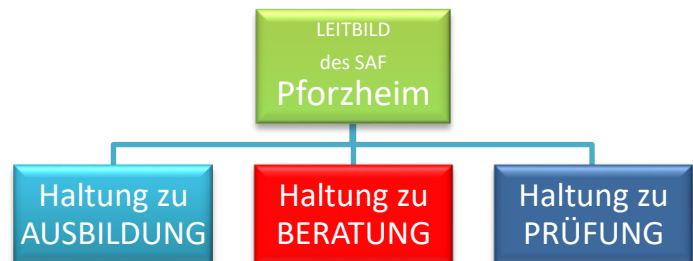 LEITBILD
des SAF
Pforzheim
Haltung zu
AUSBILDUNG
Haltung zu
BERATUNG
Haltung zu
PRÜFUNG